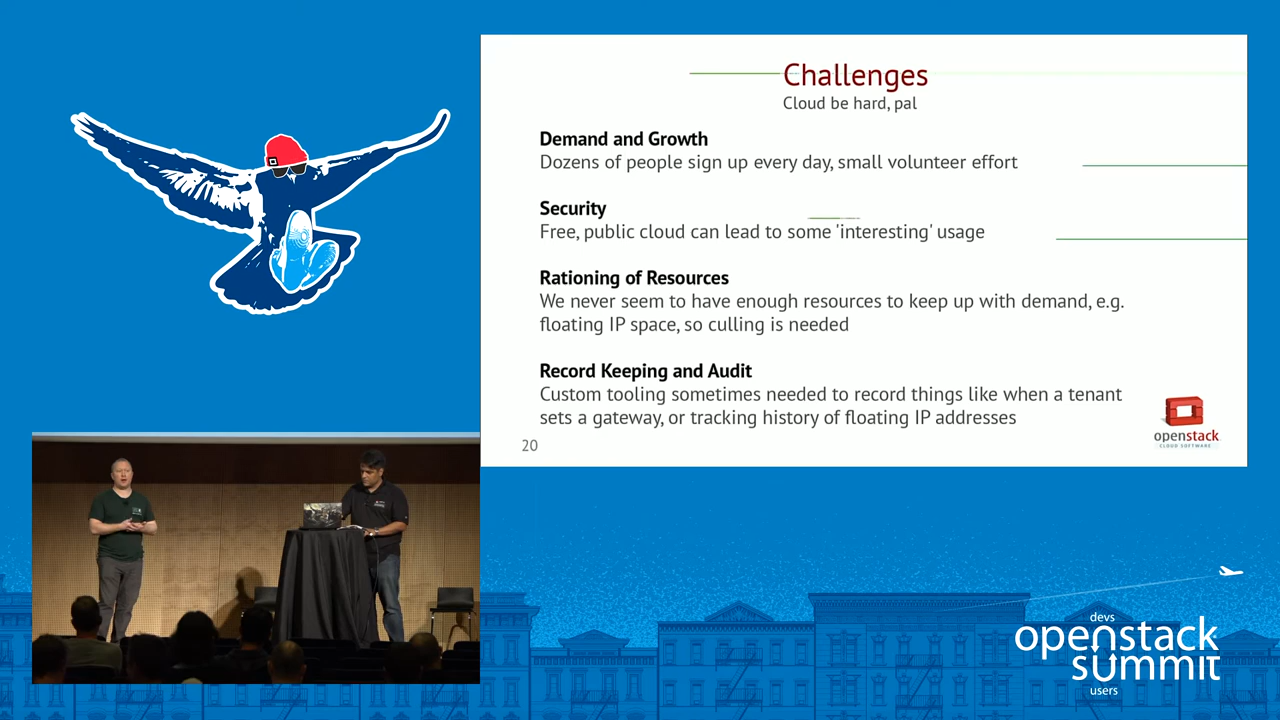 Challenges
Cloud be hard, pal
Demand and Growth
Dozens of people sign up every day, small volunteer effort
Security
Free, public cloud can lead to some 'interesting' usage
Rationing of Resources
We never seem to have enough resources to keep up with demand, e.g.
floating IP space, so culling is needed
Record Keeping and Audit
Custom tooling sometimes needed to record things like when a tenant
sets a gateway, or tracking history of floating IP addresses
20
openstack
CLOUD SOFTWARE
devs
openstack
summit
users